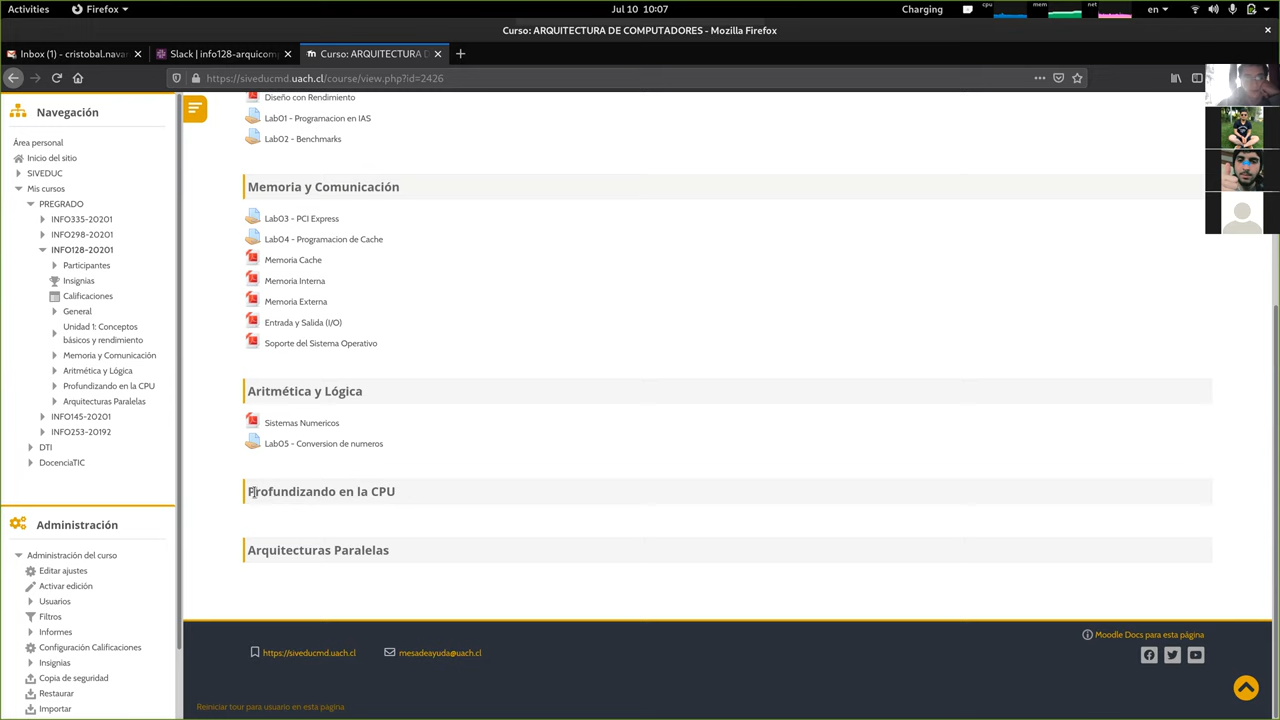 Activities
Firefox
Jul 10 10:07
cpu
mem
net
Charging
en
Curso: ARQUITECTURA DE COMPUTADORES - Mozilla Firefox
Inbox (1) - cristobal.navar
Slack | info128-arquicom
Curso: ARQUITECTURA D
https://siveducmd.uach.cl/course/view.php?id=2426
Navegación
Área personal
Inicio del sitio
SIVEDUC
Mis cursos
PREGRADO
INFO335-20201
INFO298-20201
INFO128-20201
Participantes
Insignias
Calificaciones
General
Unidad 1: Conceptos
básicos y rendimiento
Memoria y Comunicación
Aritmética y Lógica
Profundizando en la CPU
Arquitecturas Paralelas
INFO145-20201
INFO253-20192
DTI
DocenciaTIC
Administración
Administración del curso
Editar ajustes
Activar edición
Usuarios
Filtros
Informes
Configuración Calificaciones
Insignias
Copia de seguridad
Restaurar
Importar
Diseño con Rendimiento
Lab01 - Programacion en IAS
Lab02 - Benchmarks
Memoria y Comunicación
Lab03 - PCI Express
Lab04 - Programacion de Cache
Memoria Cache
Memoria Interna
Memoria Externa
Entrada y Salida (I/O)
Soporte del Sistema Operativo
Aritmética y Lógica
Sistemas Numericos
Lab05 - Conversion de numeros
Profundizando en la CPU
Arquitecturas Paralelas
https://siveducmd.uach.cl
mesadeayuda@uach.cl
Moodle Docs para esta página
Reiniciar tour para usuario en esta página